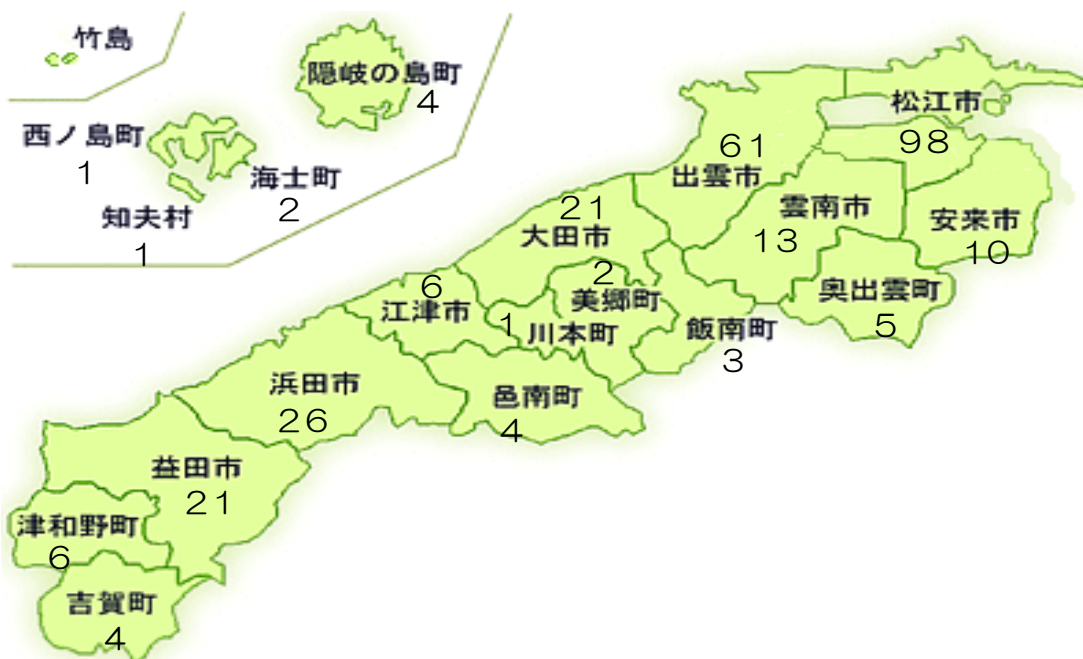 竹島
隠岐の島町
4
西ノ島町
1
海士町
2
知夫村
1
松江市
98
出雲市
61
雲南市
13
安来市
10
奥出雲町
5
大田市
21
美郷町
2
飯南町
3
川本町
1
江津市
6
邑南町
4
浜田市
26
益田市
21
津和野町
6
吉賀町
4